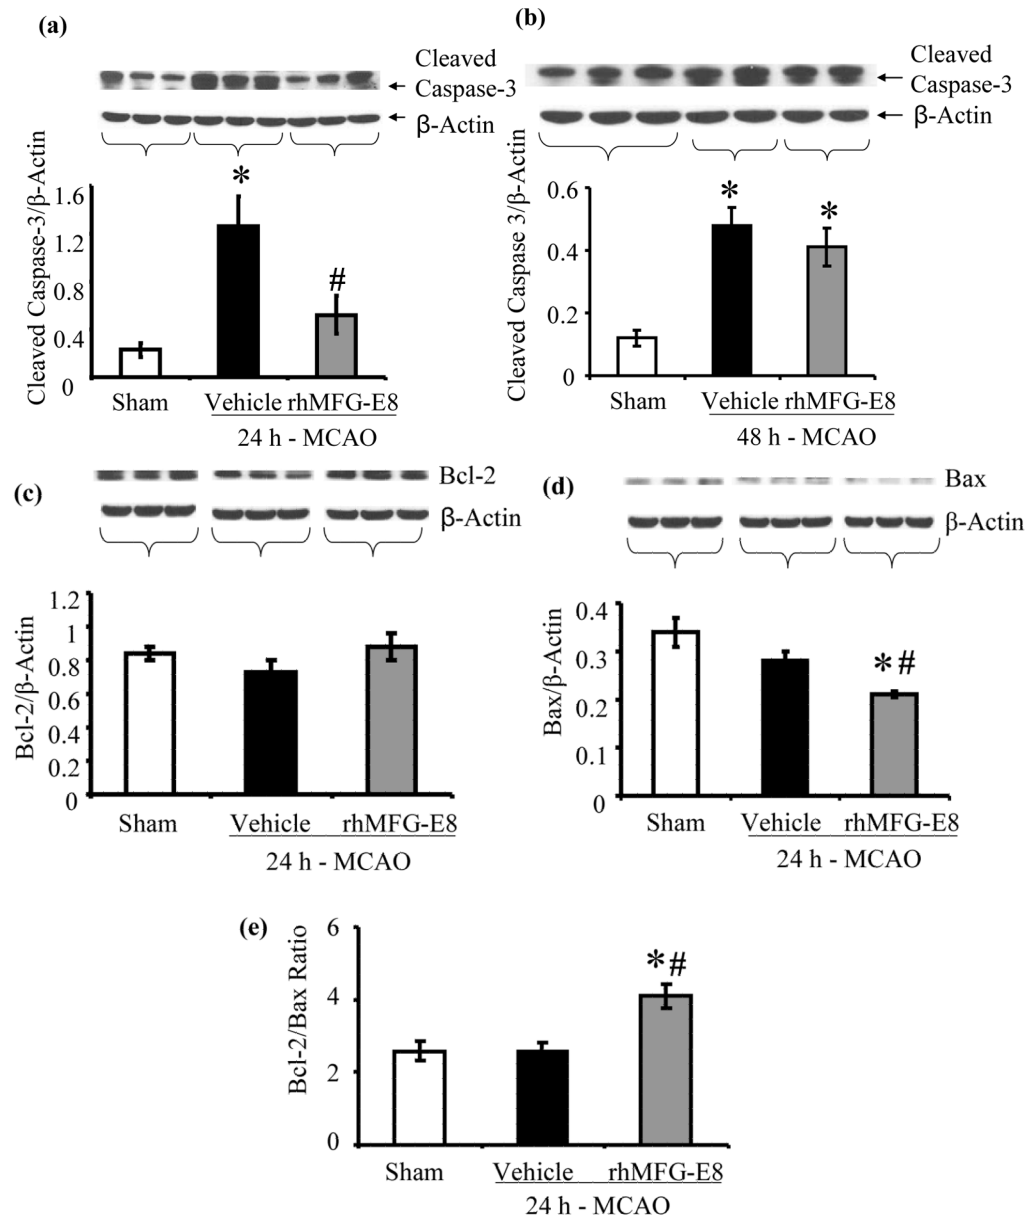 (a)
Cleaved
Caspase-3
β-Actin
Cleaved Caspase-3/β-Actin
1.6
1.2
0.8
0.4
0
*
#
Sham
Vehicle rhMFG-E8
24 h - MCAO
(b)
Cleaved
Caspase-3
β-Actin
Cleaved Caspase 3/β-Actin
0.6
0.4
0.2
0
*
*
Sham
Vehicle rhMFG-E8
48 h - MCAO
(c)
Bcl-2
β-Actin
Bcl-2/β-Actin
1.2
1
0.8
0.6
0.4
0.2
0
Sham
Vehicle rhMFG-E8
24 h - MCAO
(d)
Bax
β-Actin
Bax/β-Actin
0.4
0.3
0.2
0.1
0
*#
Sham
Vehicle rhMFG-E8
24 h - MCAO
(e)
Bcl-2/Bax Ratio
6
4
2
0
*#
Sham
Vehicle rhMFG-E8
24 h - MCAO